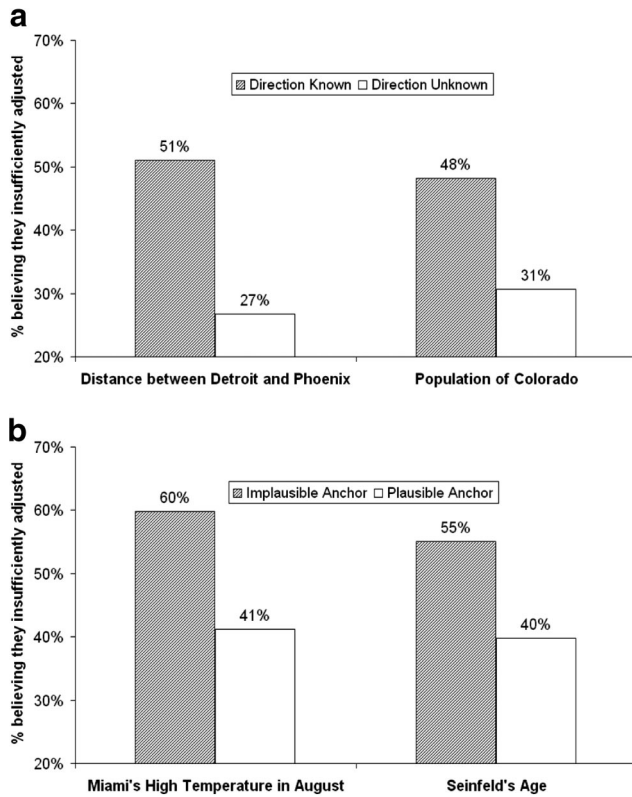 a
% believing they insufficiently adjusted
70%
60%
50%
40%
30%
20%
Direction Known Direction Unknown
51%
27%
48%
31%
Distance between Detroit and Phoenix Population of Colorado
b
% believing they insufficiently adjusted
70%
60%
50%
40%
30%
20%
Implausible Anchor Plausible Anchor
60%
41%
55%
40%
Miami's High Temperature in August Seinfeld's Age